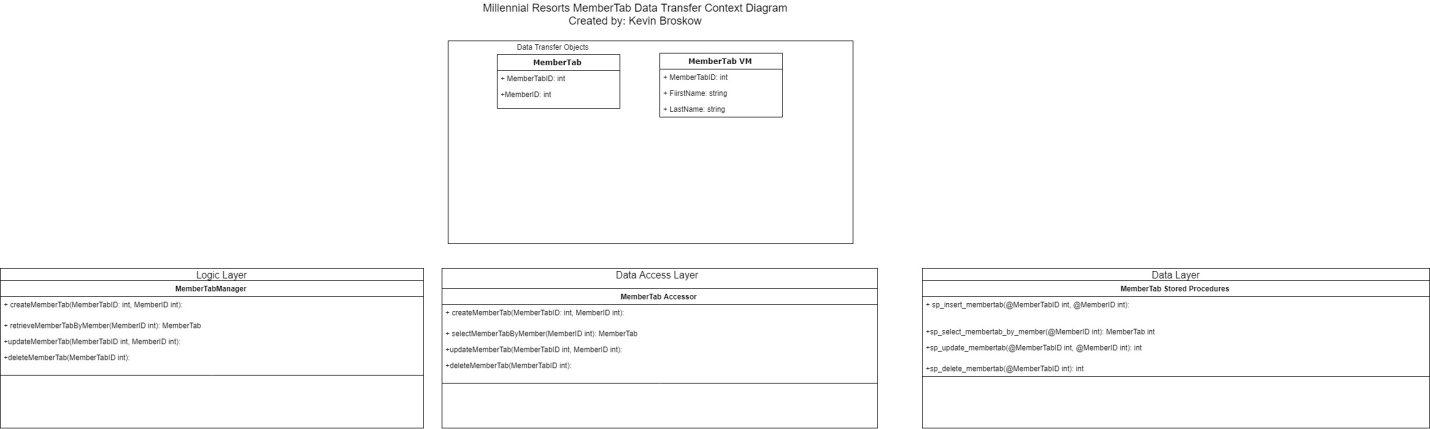 Millennial Resorts MemberTab Data Transfer Context Diagram
Created by: Kevin Broskow
Data Transfer Objects
MemberTab
+ MemberTabID: int
+MemberID: int
MemberTab VM
+ MemberTabID: int
+ FiirstName: string
+ LastName: string
Logic Layer
MemberTabManager
+ createMemberTab(MemberTabID: int, MemberID int):
+ retrieveMemberTabByMember(MemberID int): MemberTab
+updateMemberTab(MemberTabID int, MemberID int):
+deleteMemberTab(MemberTabID int):
Data Access Layer
MemberTab Accessor
+ createMemberTab(MemberTabID: int, MemberID int):
+ selectMemberTabByMember(MemberID int): MemberTab
+updateMemberTab(MemberTabID int, MemberID int):
+deleteMemberTab(MemberTabID int):
Data Layer
MemberTab Stored Procedures
+ sp_insert_membertab(@MemberTabID int, @MemberID int):
+sp_select_membertab_by_member(@MemberID int): MemberTab int
+sp_update_membertab(@MemberTabID int, @MemberID int): int
+sp_delete_membertab(@MemberTabID int): int